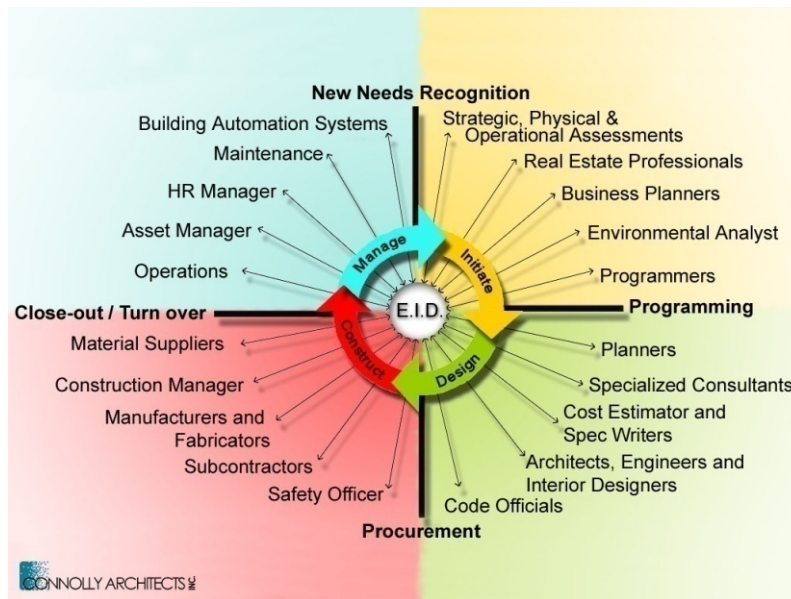 New Needs Recognition
Building Automation Systems
Maintenance
HR Manager
Asset Manager
Operations
Strategic, Physical &
Operational Assessments
Real Estate Professionals
Business Planners
Environmental Analyst
Programmers
Manage
Initiate
Close-out / Turn over
E.I.D.
Programming
Construct
Design
Material Suppliers
Construction Manager
Manufacturers and
Fabricators
Subcontractors
Safety Officer
Planners
Specialized Consultants
Cost Estimator and
Spec Writers
Architects, Engineers and
Interior Designers
Code Officials
Procurement
CONNOLLY ARCHITECTS INC